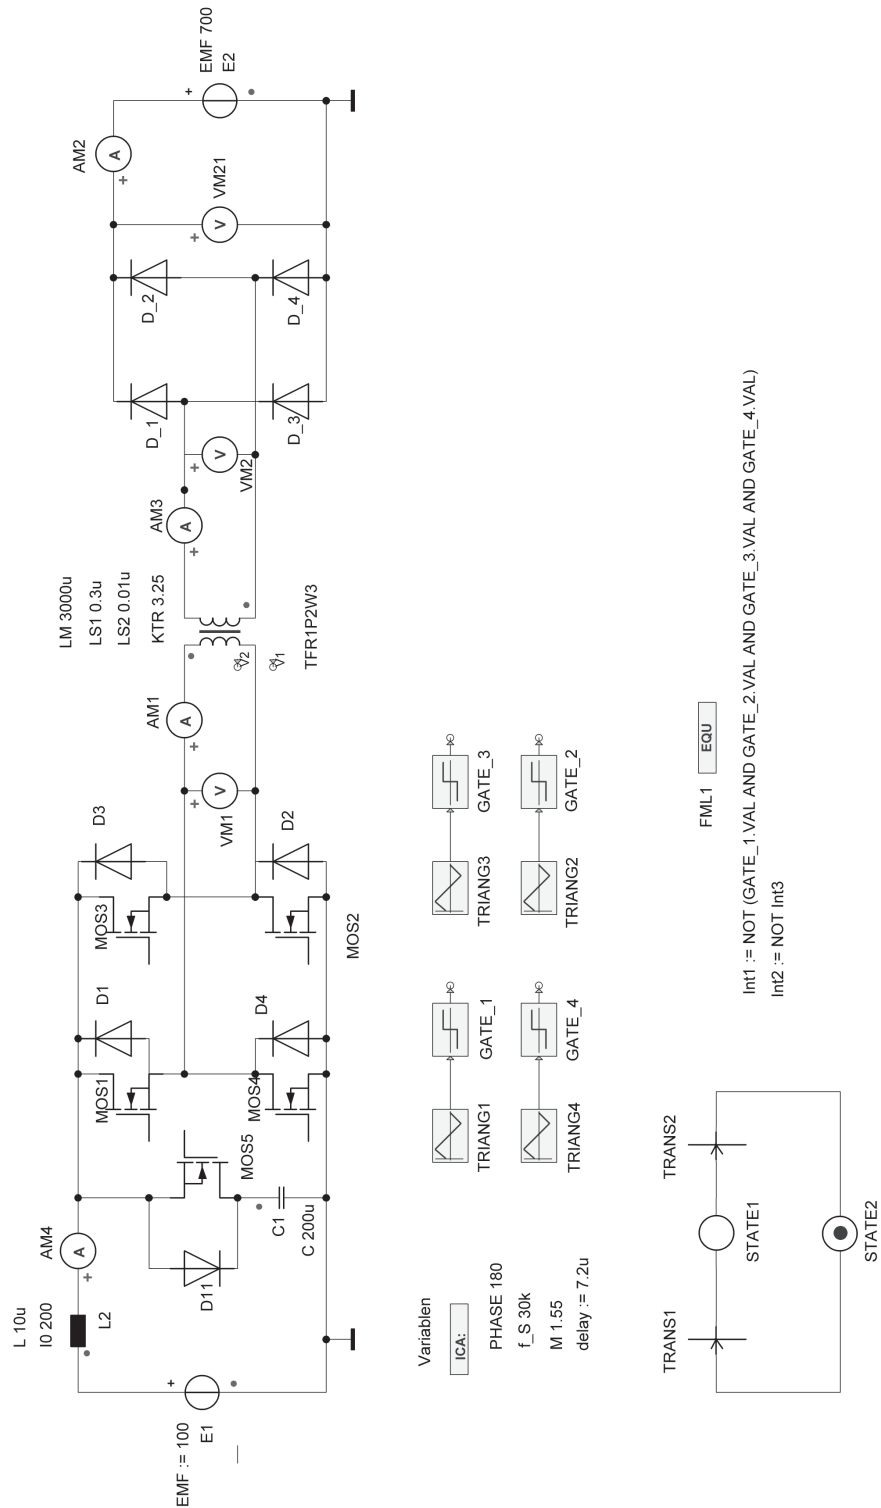 EMF := 100
E1
L 10u
I0 200
L2
AM4
A
D11
MOS5
C1
C 200u
MOS1
D1
MOS4
D4
MOS3
D3
MOS2
D2
VM1
V
AM1
A
V2
V1
LM 3000u
LS1 0.3u
LS2 0.01u
KTR 3.25
TFR1P2W3
AM3
A
VM2
V
D_1
D_3
D_2
D_4
VM21
V
AM2
A
EMF 700
E2
Variablen
ICA:
PHASE 180
f_S 30k
M 1.55
delay := 7.2u
TRIANG1
GATE_1
TRIANG3
GATE_3
TRIANG4
GATE_4
TRIANG2
GATE_2
TRANS1
TRANS2
STATE1
STATE2
FML1
EQU
Int1 := NOT (GATE_1.VAL AND GATE_2.VAL AND GATE_3.VAL AND GATE_4.VAL)
Int2 := NOT Int3